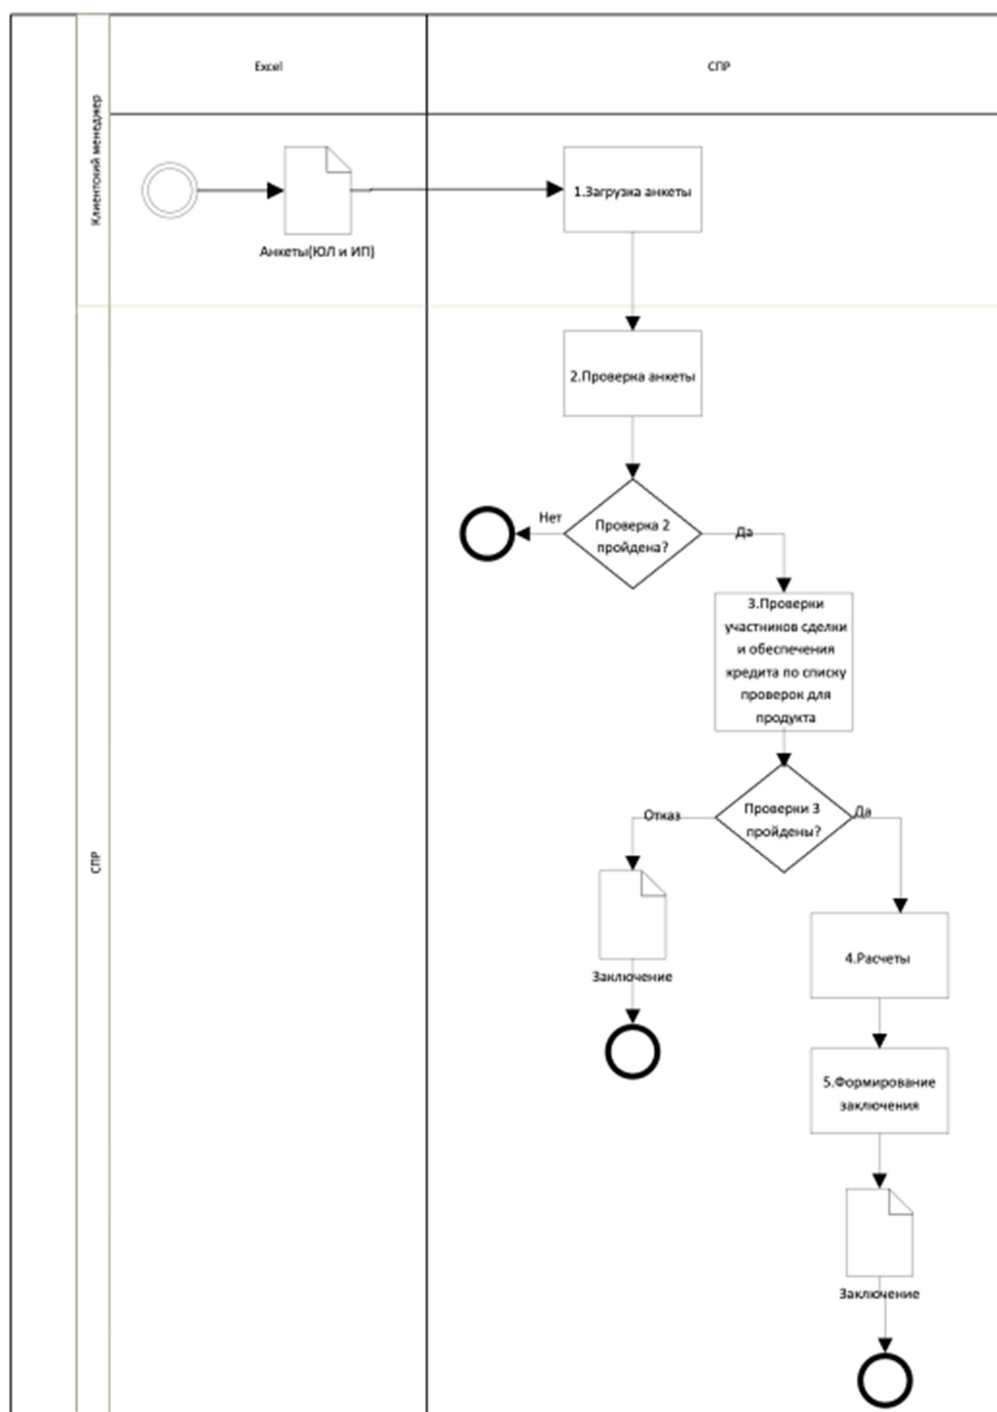 Excel
СПР
Клиентский менеджер
1.Загрузка анкеты
Анкеты(ЮЛ и ИП)
2.Проверка анкеты
Нет
Проверка 2
пройдена?
Да
3.Проверки
участников сделки
и обеспечения
кредита по списку
проверок для
продукта
Отказ
Проверки 3
пройдены?
Да
СПР
Заключение
4.Расчеты
5.Формирование
заключения
Заключение